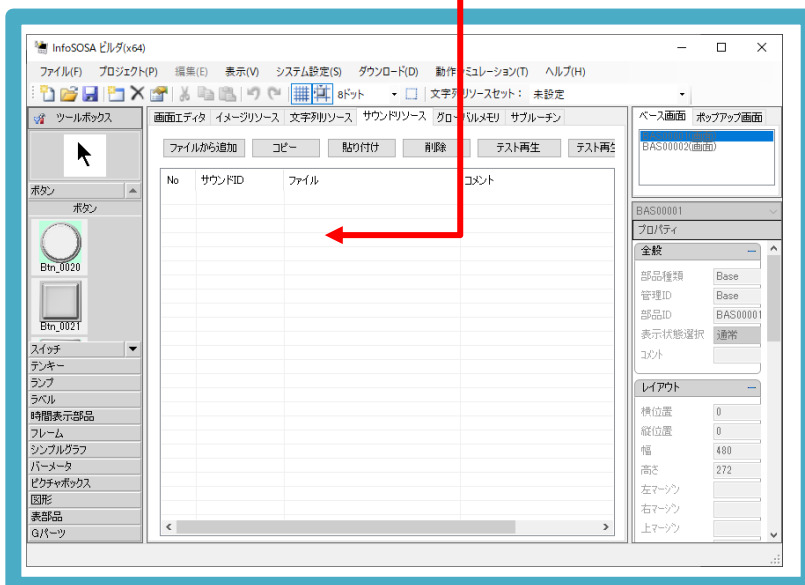 InfoSOSA ビルダ(x64)
ファイル(F) プロジェクト(P) 編集(E) 表示(V) システム設定(S) ダウンロード(D) 動作シミュレーション(T) ヘルプ(H)
8ドット 文字列リソースセット： 未設定
ツールボックス
画面エディタ イメージリソース 文字列リソース サウンドリソース グローバルメモリ サブルーチン
ベース画面 ポップアップ画面
ファイルから追加 コピー 貼り付け 削除 テスト再生 テスト再生
BAS00002(画面)
No サウンドID ファイル コメント
ボタン
ボタン
Btn_0020
Btn_0021
スイッチ
テンキー
ランプ
ラベル
時間表示部品
フレーム
シンプルグラフ
バーメータ
ピクチャボックス
図形
表部品
Gパーツ
BAS00001
プロパティ
全般
部品種類 Base
管理ID Base
部品ID BAS00001
表示状態選択 通常
コメント
レイアウト
横位置 0
縦位置 0
幅 480
高さ 272
左マージン
右マージン
上マージン